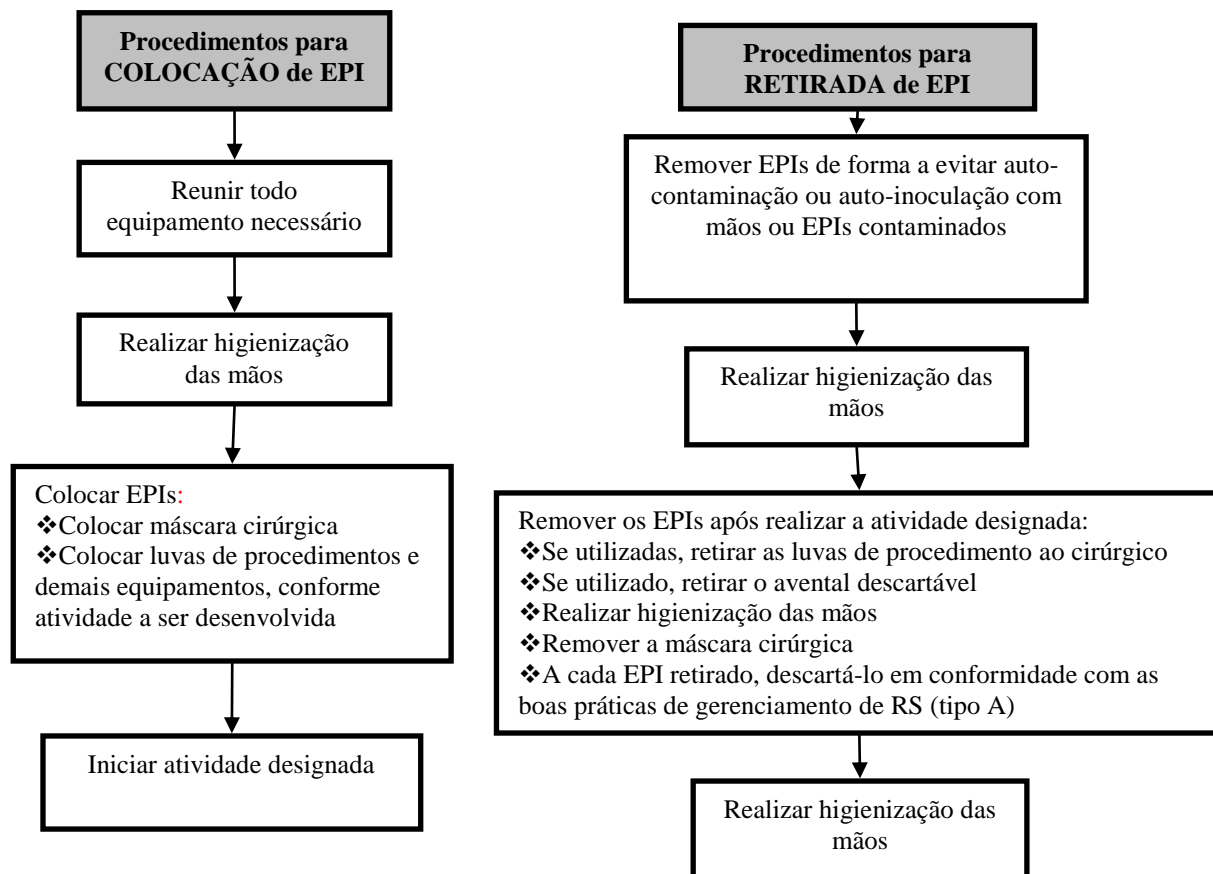 Procedimentos para
COLOCAÇÃO de EPI
Reunir todo
equipamento necessário
Realizar higienização
das mãos
Colocar EPIs:
❖Colocar máscara cirúrgica
❖Colocar luvas de procedimentos e
demais equipamentos, conforme
atividade a ser desenvolvida
Iniciar atividade designada
Procedimentos para
RETIRADA de EPI
Remover EPIs de forma a evitar auto-
contaminação ou auto-inoculação com
mãos ou EPIs contaminados
Realizar higienização das
mãos
Remover os EPIs após realizar a atividade designada:
❖Se utilizadas, retirar as luvas de procedimento ao cirúrgico
❖Se utilizado, retirar o avental descartável
❖Realizar higienização das mãos
❖Remover a máscara cirúrgica
❖A cada EPI retirado, descartá-lo em conformidade com as
boas práticas de gerenciamento de RS (tipo A)
Realizar higienização das
mãos